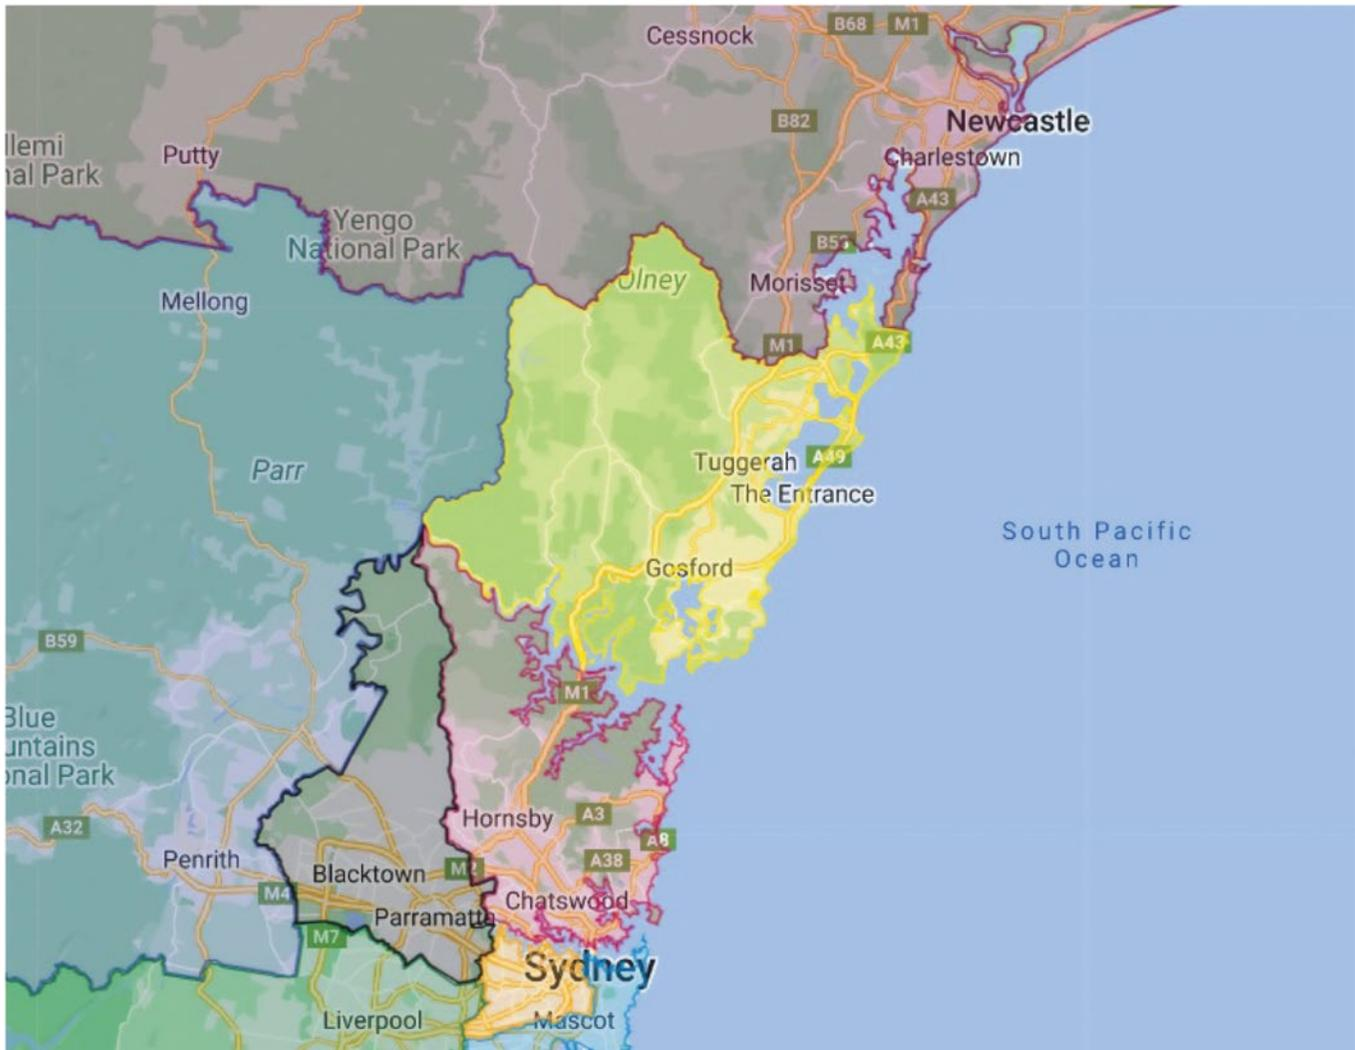 Cessnock
B68
M1
B82
Newcastle
Charlestown
llemi
nal Park
Putty
A43
Yengo
National Park
B53
Olney
Morisset
Mellong
M1
A43
Tuggerah
A49
The Entrance
Parr
South Pacific
Ocean
Gosford
B59
M1
Blue
untains
onal Park
Hornsby
A3
A32
A8
Penrith
Blacktown
M2
A38
M4
Chatswood
Parramatta
M7
Sydney
Liverpool
Mascot